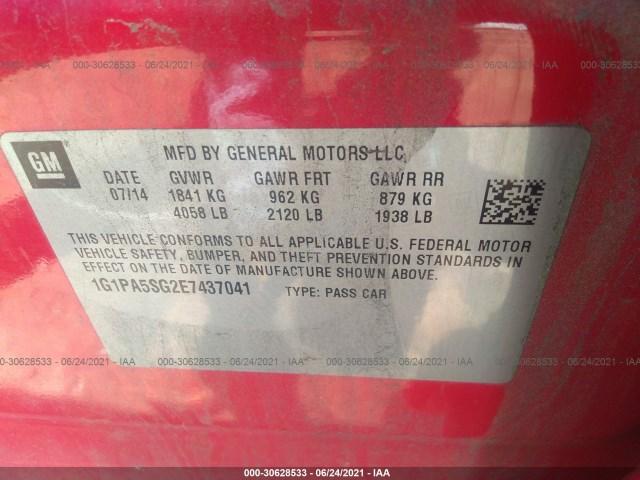 000-30628533 - 06/24/2021 - IAA
GM
MFD BY GENERAL MOTORS LLC
DATE GVWR GAWR FRT GAWR RR
07/14 1841 KG 962 KG 879 KG
4058 LB 2120 LB 1938 LB
THIS VEHICLE CONFORMS TO ALL APPLICABLE U.S. FEDERAL MOTOR
VEHICLE SAFETY, BUMPER, AND THEFT PREVENTION STANDARDS IN
EFFECT ON THE DATE OF MANUFACTURE SHOWN ABOVE.
1G1PA5SG2E7437041 TYPE: PASS CAR
000-30628533 - 06/24/2021 - IAA
000-30628533 - 06/24/2021 - IAA